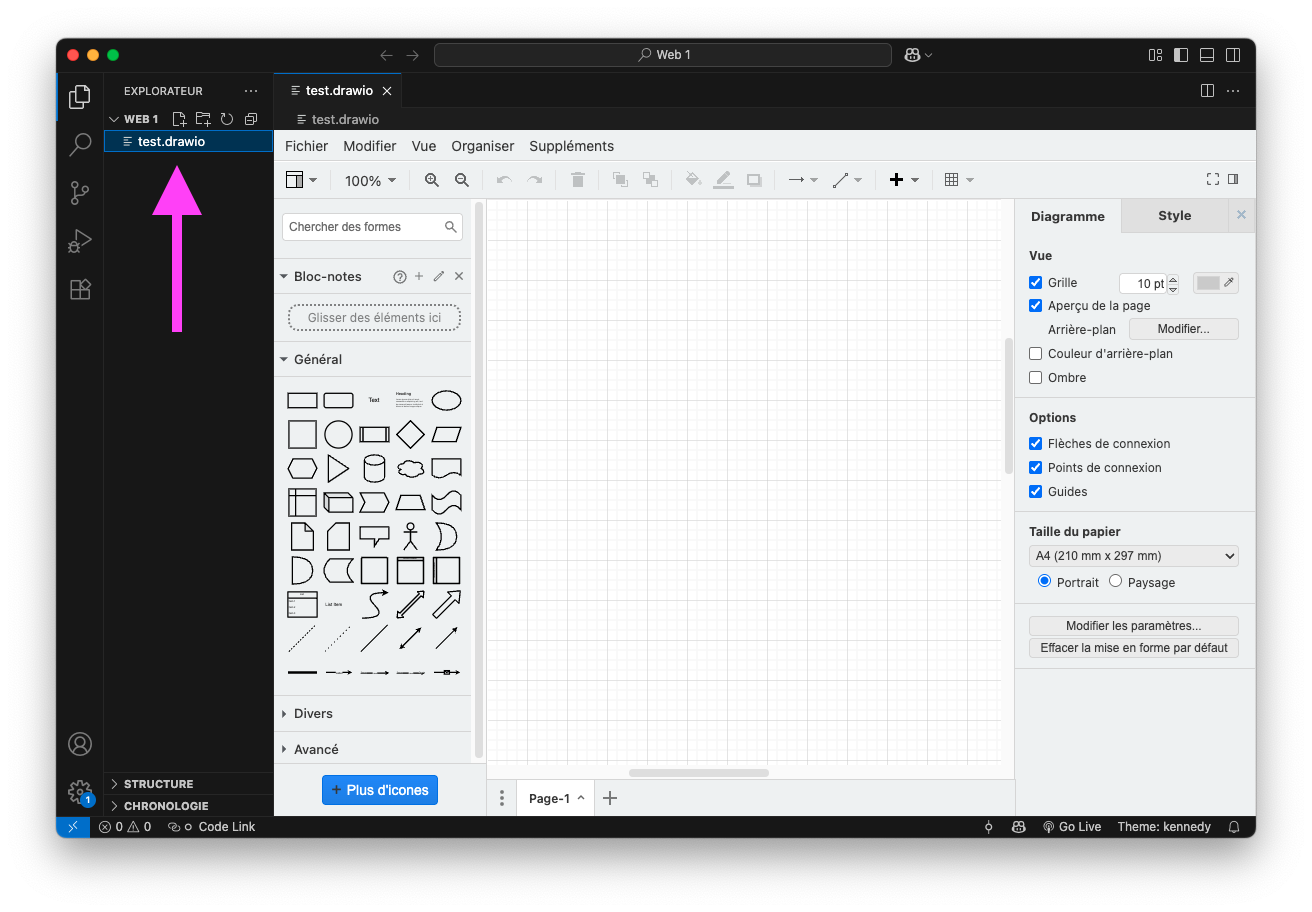 Web 1
EXPLORATEUR
test.drawio
WEB 1
test.drawio
test.drawio
Fichier Modifier Vue Organiser Suppléments
100%
Chercher des formes
Diagramme Style
Vue
Bloc-notes
Grille 10 pt
Aperçu de la page
Glisser des éléments ici
Arrière-plan Modifier...
Général
Couleur d'arrière-plan
Ombre
Text
Heading
Options
Flèches de connexion
Points de connexion
Guides
Taille du papier
A4 (210 mm x 297 mm)
Portrait Paysage
List Item
Modifier les paramètres...
Effacer la mise en forme par défaut
Divers
Avancé
STRUCTURE
Plus d'icones
Page-1
1
CHRONOLOGIE
0 0 Code Link Go Live Theme: kennedy